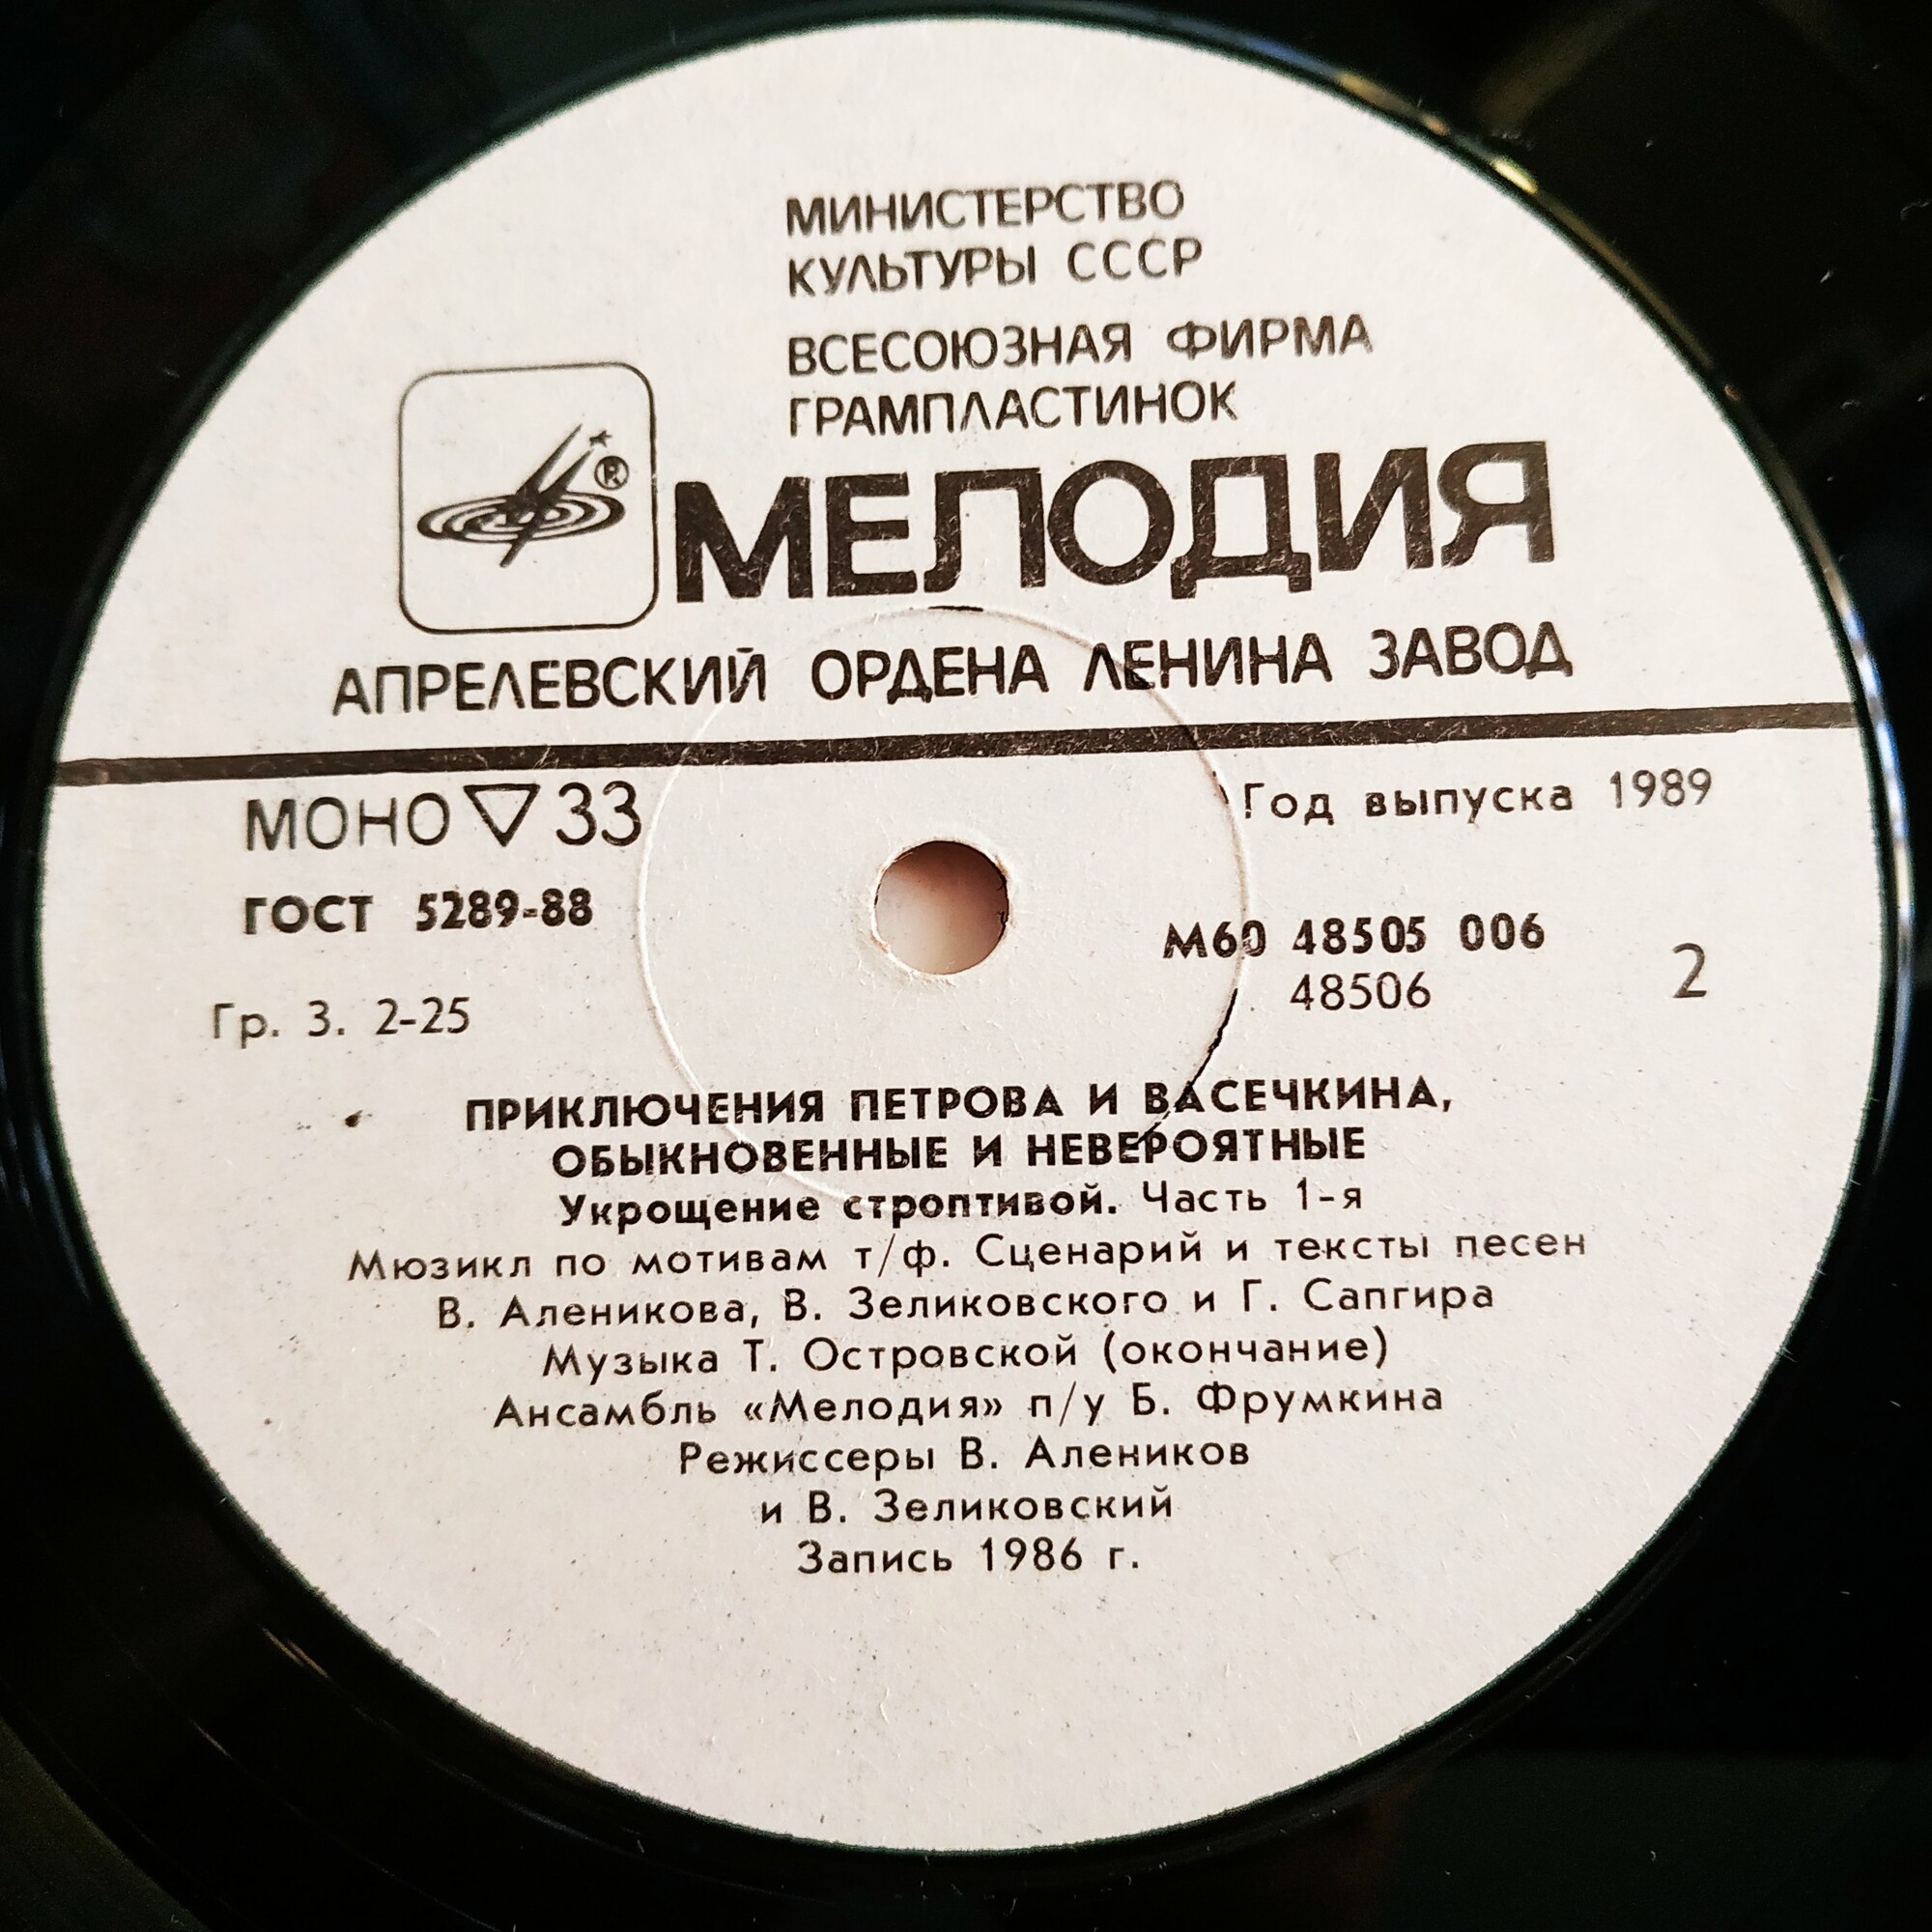 МИНИСТЕРСТВО
КУЛЬТУРЫ СССР
ВСЕСОЮЗНАЯ ФИРМА
ГРАМПЛАСТИНОК
®
МЕЛОДИЯ
АПРЕЛЕВСКИЙ ОРДЕНА ЛЕНИНА ЗАВОД
МОНО ▽ 33
Год выпуска 1989
ГОСТ 5289-88
М60 48505 006
48506
2
Гр. 3. 2-25
ПРИКЛЮЧЕНИЯ ПЕТРОВА И ВАСЕЧКИНА,
ОБЫКНОВЕННЫЕ И НЕВЕРОЯТНЫЕ
Укрощение строптивой. Часть 1-я
Мюзикл по мотивам т/ф. Сценарий и тексты песен
В. Аленикова, В. Зеликовского и Г. Сапгира
Музыка Т. Островской (окончание)
Ансамбль «Мелодия» п/у Б. Фрумкина
Режиссеры В. Алеников
и В. Зеликовский
Запись 1986 г.